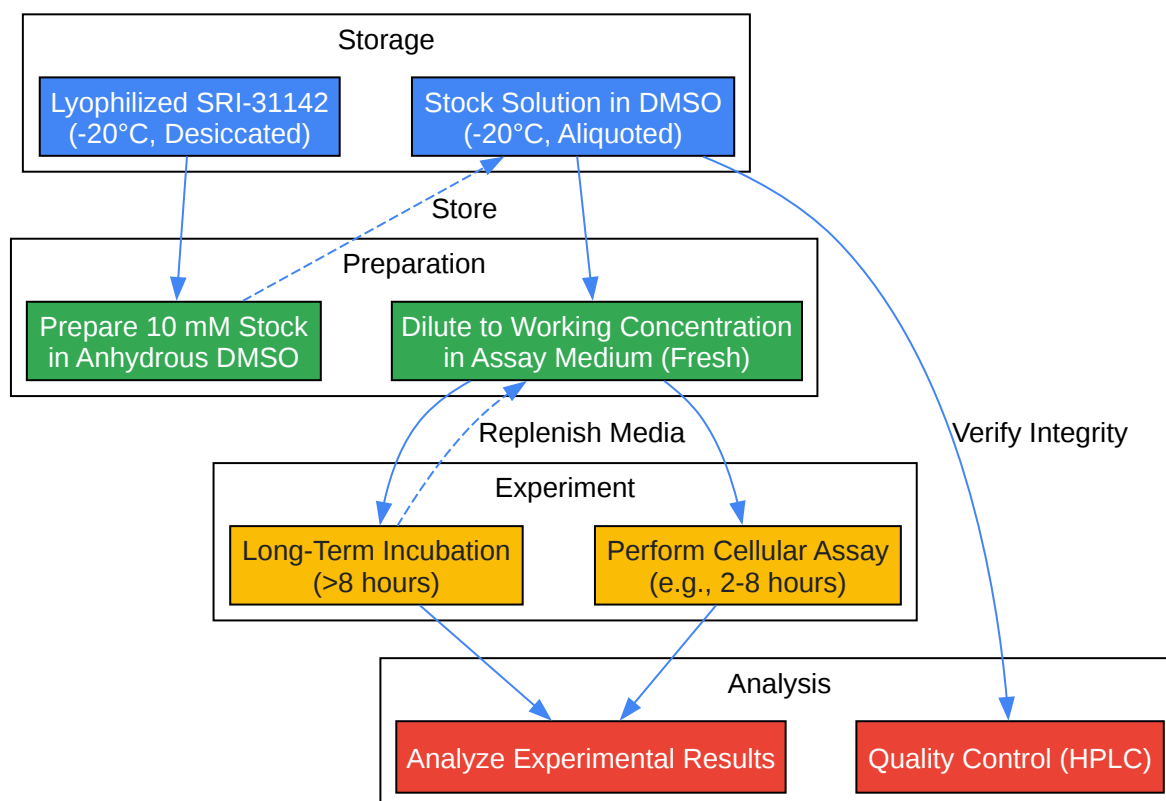 Storage
Lyophilized SRI-31142
(-20°C, Desiccated)
Stock Solution in DMSO
(-20°C, Aliquoted)
Store
Preparation
Prepare 10 mM Stock
in Anhydrous DMSO
Dilute to Working Concentration
in Assay Medium (Fresh)
Replenish Media
Verify Integrity
Experiment
Long-Term Incubation
(>8 hours)
Perform Cellular Assay
(e.g., 2-8 hours)
Analysis
Analyze Experimental Results
Quality Control (HPLC)